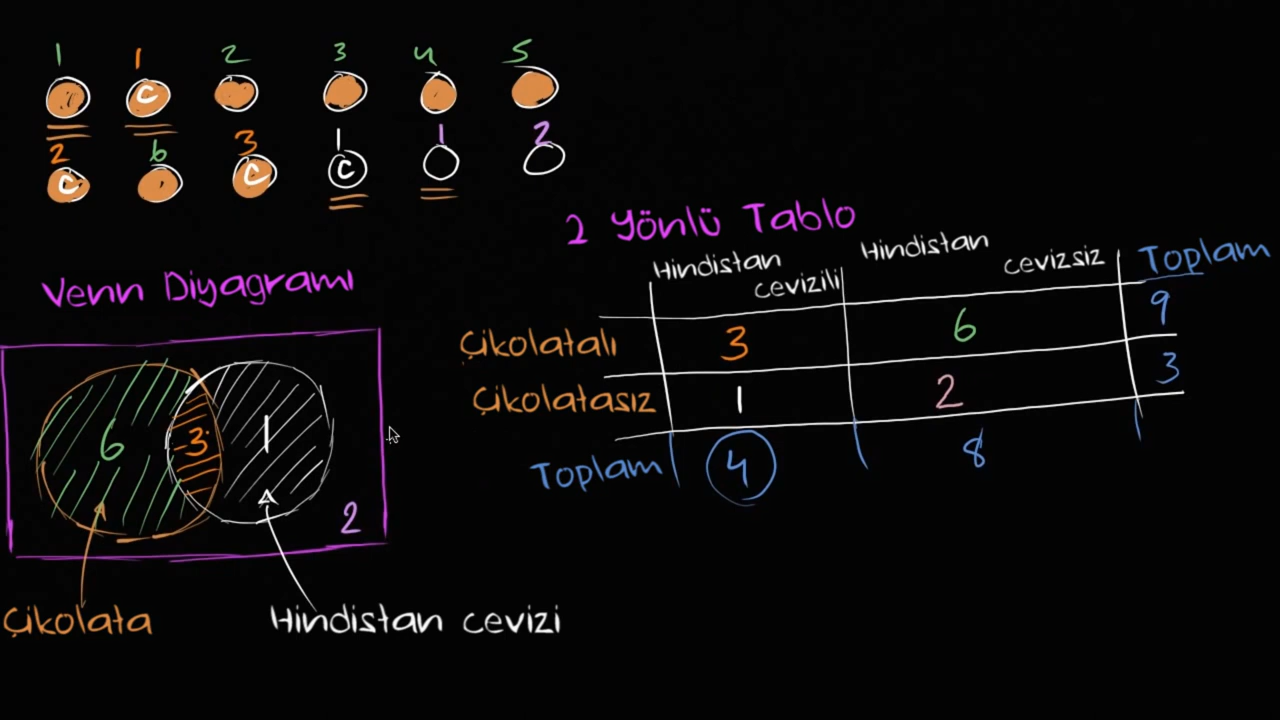 1 1 2 3 4 5
C
2 6 3 1 1 2
C C C
2 Yönlü Tablo
Hindistan cevizili Hindistan cevizsiz Toplam
Çikolatalı 3 6 9
Çikolatasız 1 2 3
Toplam 4 8
Venn Diyagramı
6 3 1
2
Çikolata Hindistan cevizi